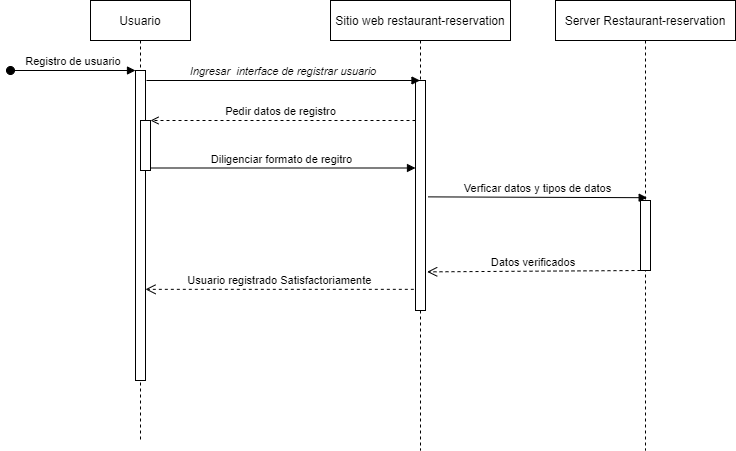 Usuario
Sitio web restaurant-reservation
Server Restaurant-reservation
Registro de usuario
Ingresar interface de registrar usuario
Pedir datos de registro
Diligenciar formato de regitro
Verficar datos y tipos de datos
Datos verificados
Usuario registrado Satisfactoriamente